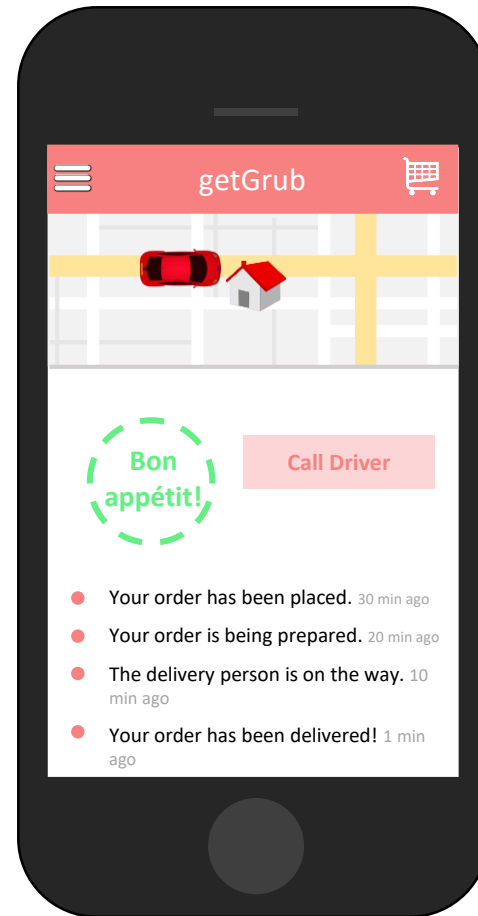 getGrub
Bon
appétit!
Call Driver
Your order has been placed. 30 min ago
Your order is being prepared. 20 min ago
The delivery person is on the way. 10
min ago
Your order has been delivered! 1 min
ago